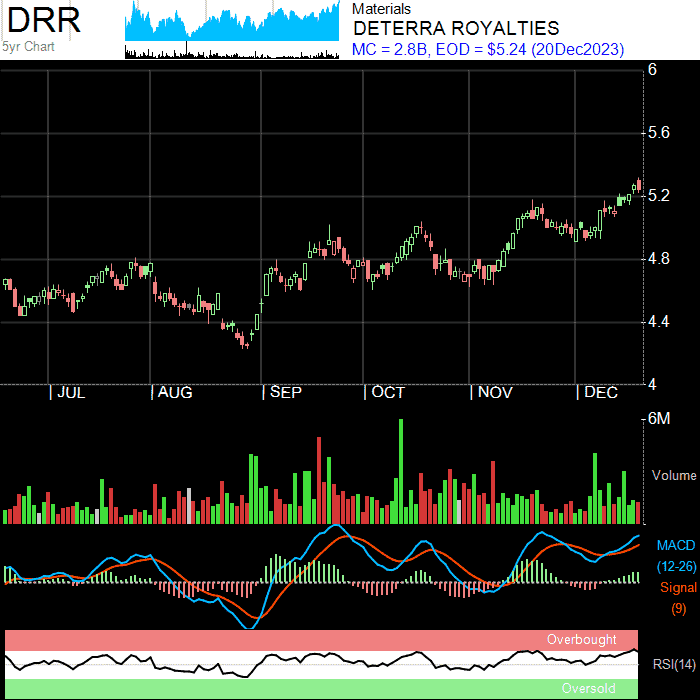 DRR
5yr Chart
Materials
DETERRA ROYALTIES
MC = 2.8B, EOD = $5.24 (20Dec2023)
6
5.6
5.2
4.8
4.4
4
JUL
AUG
SEP
OCT
NOV
DEC
6M
Volume
MACD
(12-26)
Signal
(9)
Overbought
RSI(14)
Oversold